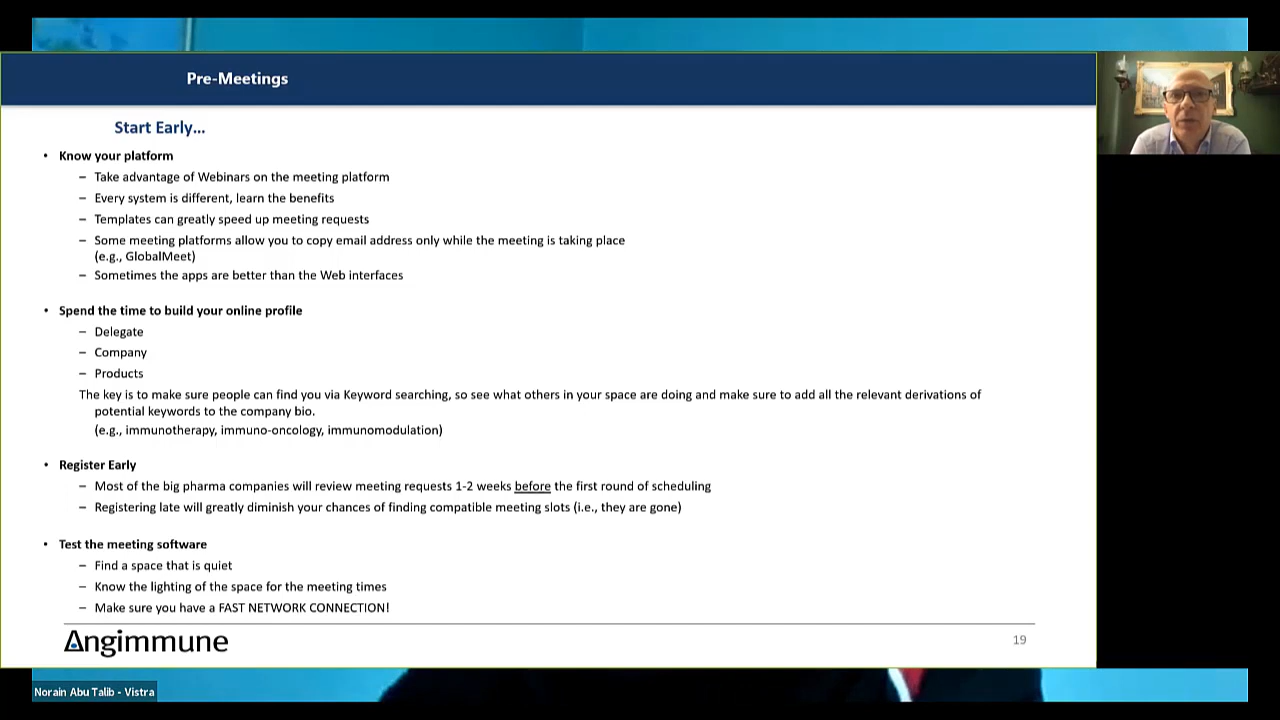 Pre-Meetings
Start Early...
• Know your platform
– Take advantage of Webinars on the meeting platform
– Every system is different, learn the benefits
– Templates can greatly speed up meeting requests
– Some meeting platforms allow you to copy email address only while the meeting is taking place
(e.g., GlobalMeet)
– Sometimes the apps are better than the Web interfaces
• Spend the time to build your online profile
– Delegate
– Company
– Products
The key is to make sure people can find you via Keyword searching, so see what others in your space are doing and make sure to add all the relevant derivations of
potential keywords to the company bio.
(e.g., immunotherapy, immuno-oncology, immunomodulation)
• Register Early
– Most of the big pharma companies will review meeting requests 1-2 weeks before the first round of scheduling
– Registering late will greatly diminish your chances of finding compatible meeting slots (i.e., they are gone)
• Test the meeting software
– Find a space that is quiet
– Know the lighting of the space for the meeting times
– Make sure you have a FAST NETWORK CONNECTION!
Angimmune
19
Norain Abu Talib - Vistra